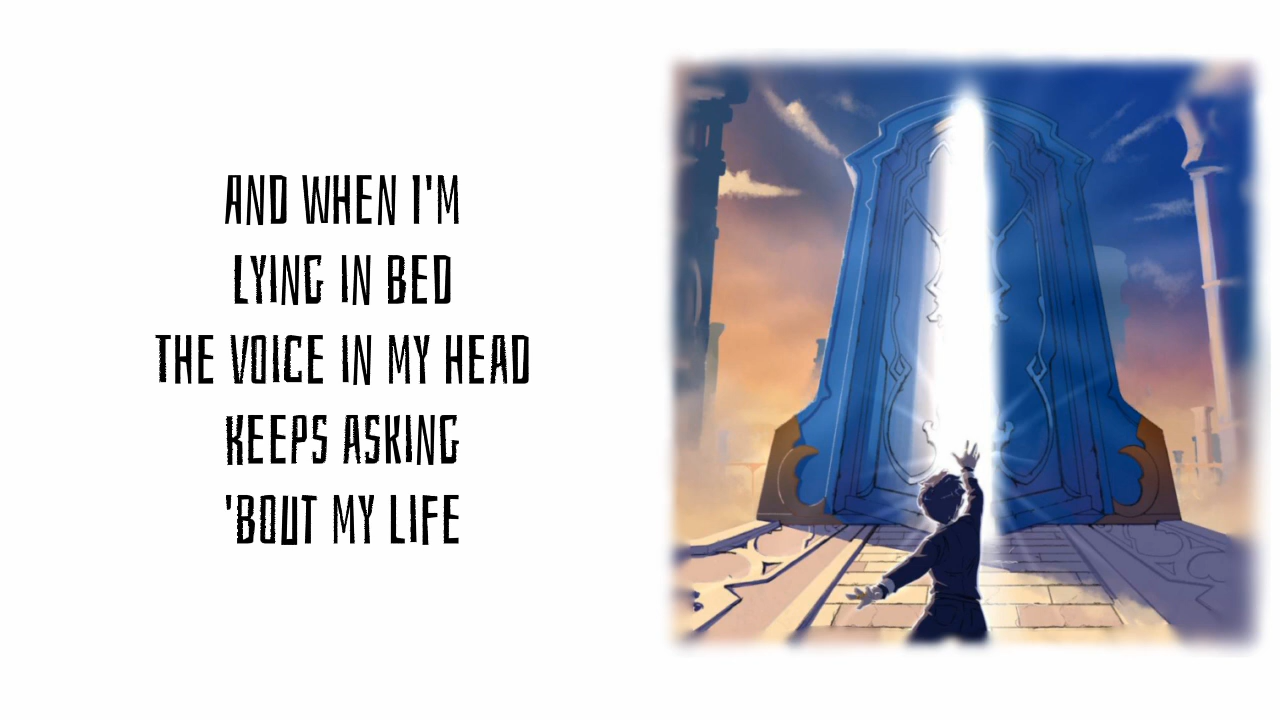 AND WHEN I'M
LYING IN BED
THE VOICE IN MY HEAD
KEEPS ASKING
'BOUT MY LIFE